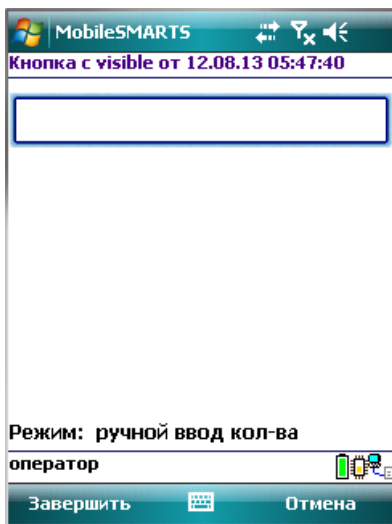 MobileSMARTS
Кнопка с visible от 12.08.13 05:47:40
Режим: ручной ввод кол-ва
оператор
Завершить
Отмена